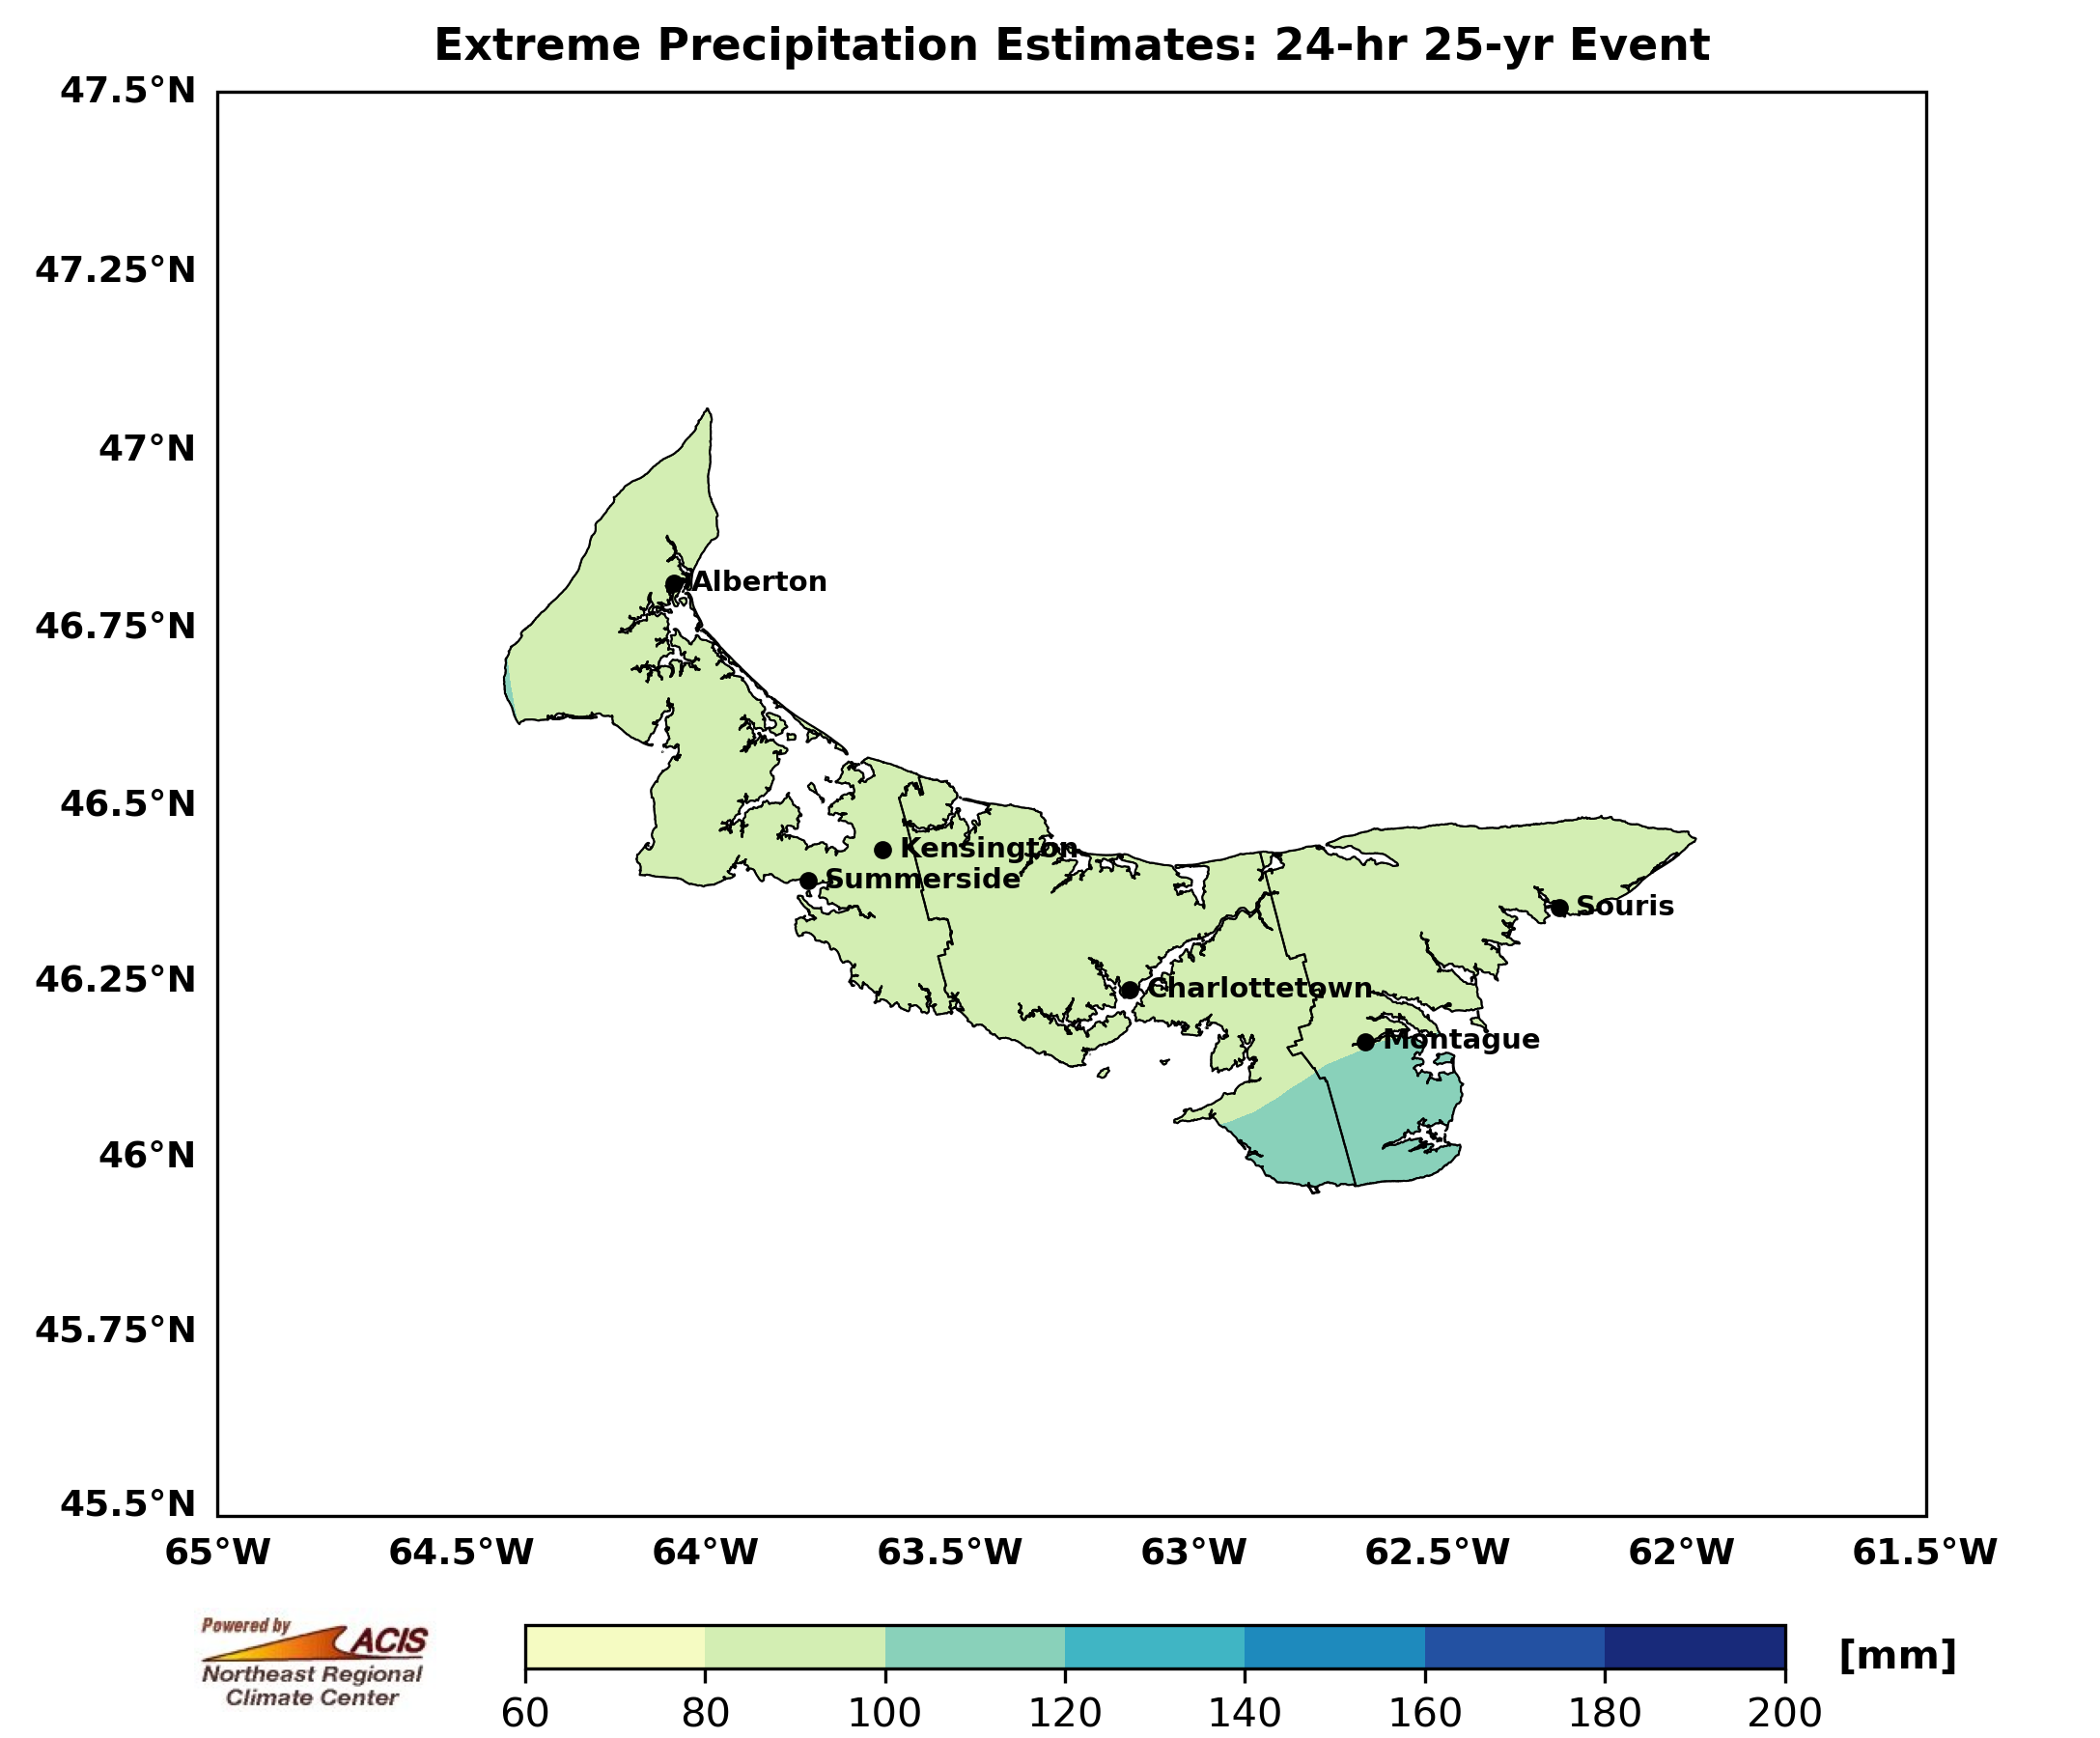 Extreme Precipitation Estimates: 24-hr 25-yr Event
47.5°N
47.25°N
47°N
46.75°N
46.5°N
46.25°N
46°N
45.75°N
45.5°N
Alberton
Kensington
Summerside
Souris
Charlottetown
Montague
65°W 64.5°W 64°W 63.5°W 63°W 62.5°W 62°W 61.5°W
Powered by
ACIS
Northeast Regional
Climate Center
[mm]
60 80 100 120 140 160 180 200